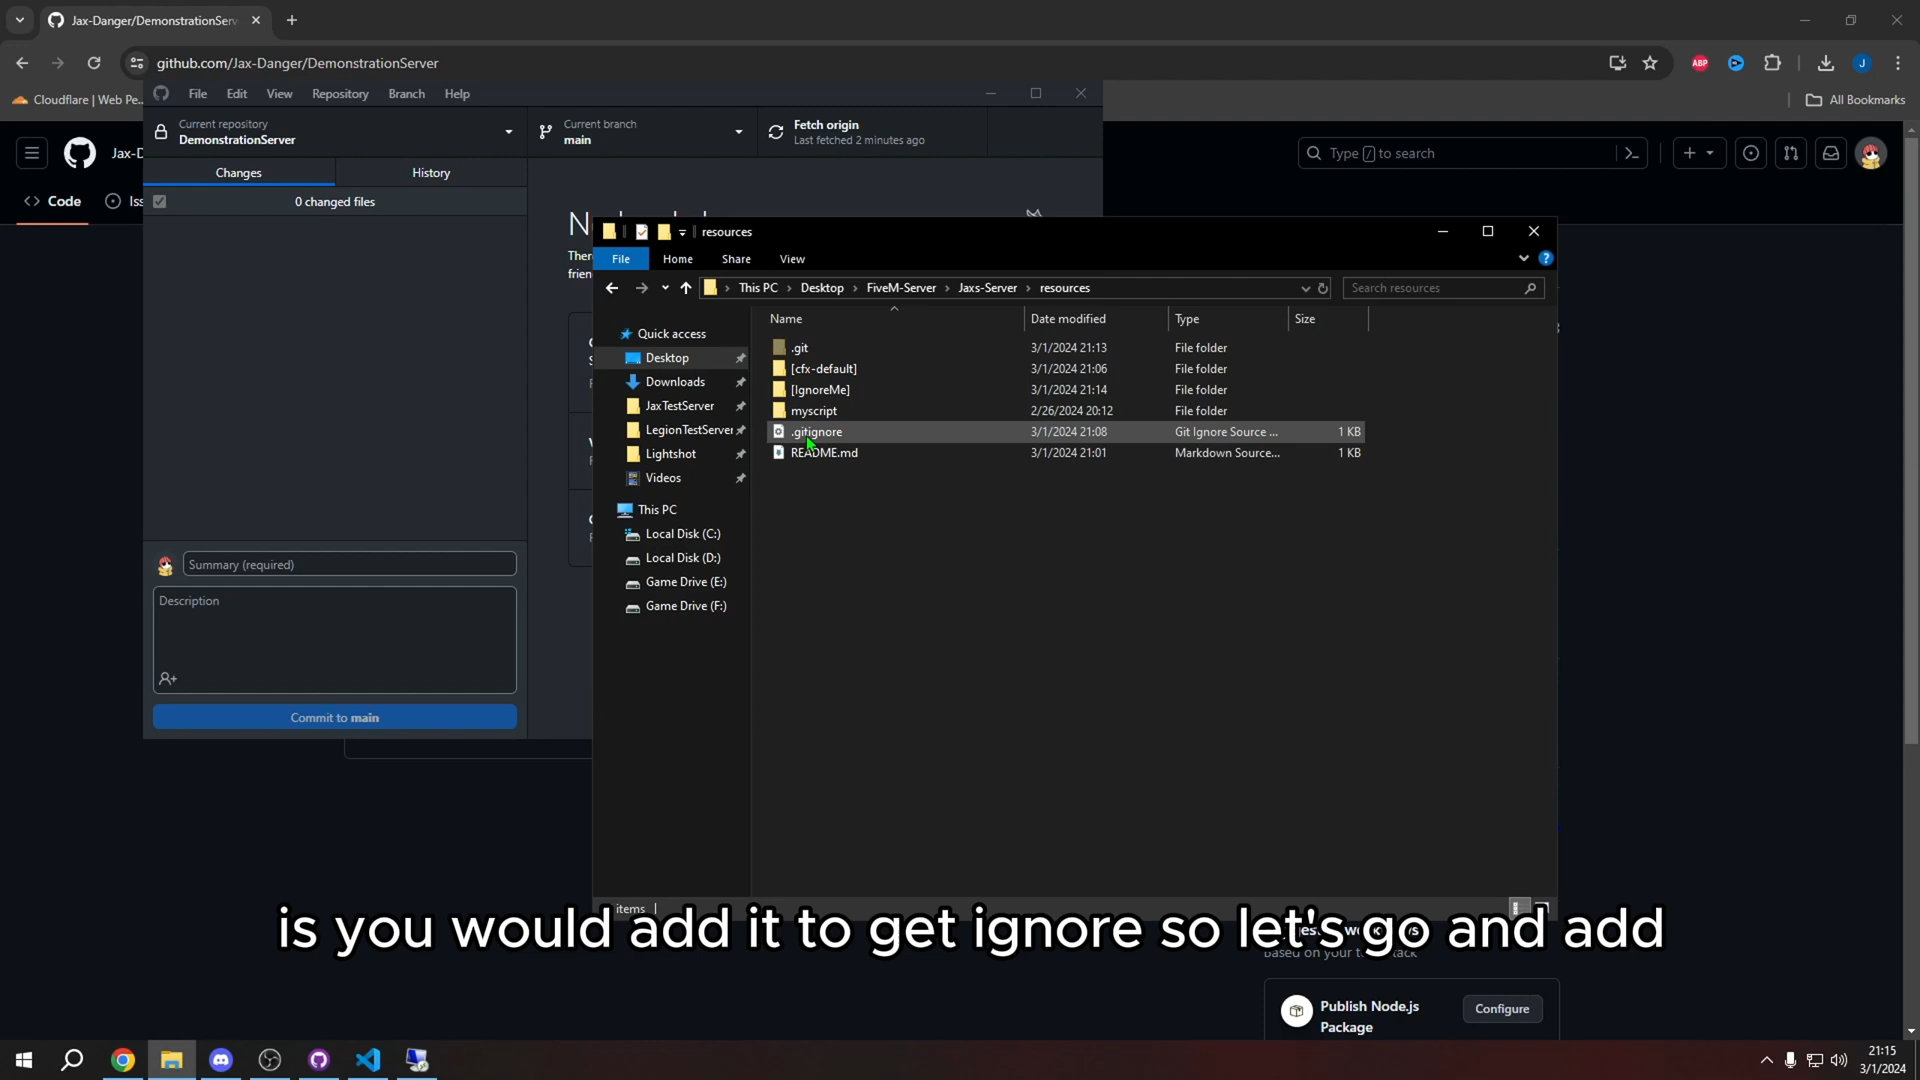 Jax-Danger/DemonstrationServ
github.com/Jax-Danger/DemonstrationServer
ABP
J
Cloudflare | Web Pe...
File Edit View Repository Branch Help
All Bookmarks
Current repository
DemonstrationServer
Current branch
main
Fetch origin
Last fetched 2 minutes ago
Jax-D
Type / to search
Changes
History
Code
Iss
0 changed files
resources
File Home Share View
This PC > Desktop > FiveM-Server > Jaxs-Server > resources
Search resources
Name Date modified Type Size
Quick access
Desktop
Downloads
JaxTestServer
LegionTestServer
Lightshot
Videos
This PC
Local Disk (C:)
Local Disk (D:)
Game Drive (E:)
Game Drive (F:)
.git 3/1/2024 21:13 File folder
[cfx-default] 3/1/2024 21:06 File folder
[IgnoreMe] 3/1/2024 21:14 File folder
myscript 2/26/2024 20:12 File folder
.gitignore 3/1/2024 21:08 Git Ignore Source ... 1 KB
README.md 3/1/2024 21:01 Markdown Source... 1 KB
Summary (required)
Description
Commit to main
items
is you would add it to get ignore so let's go and add
Publish Node.js
Package
Configure
21:15
3/1/2024